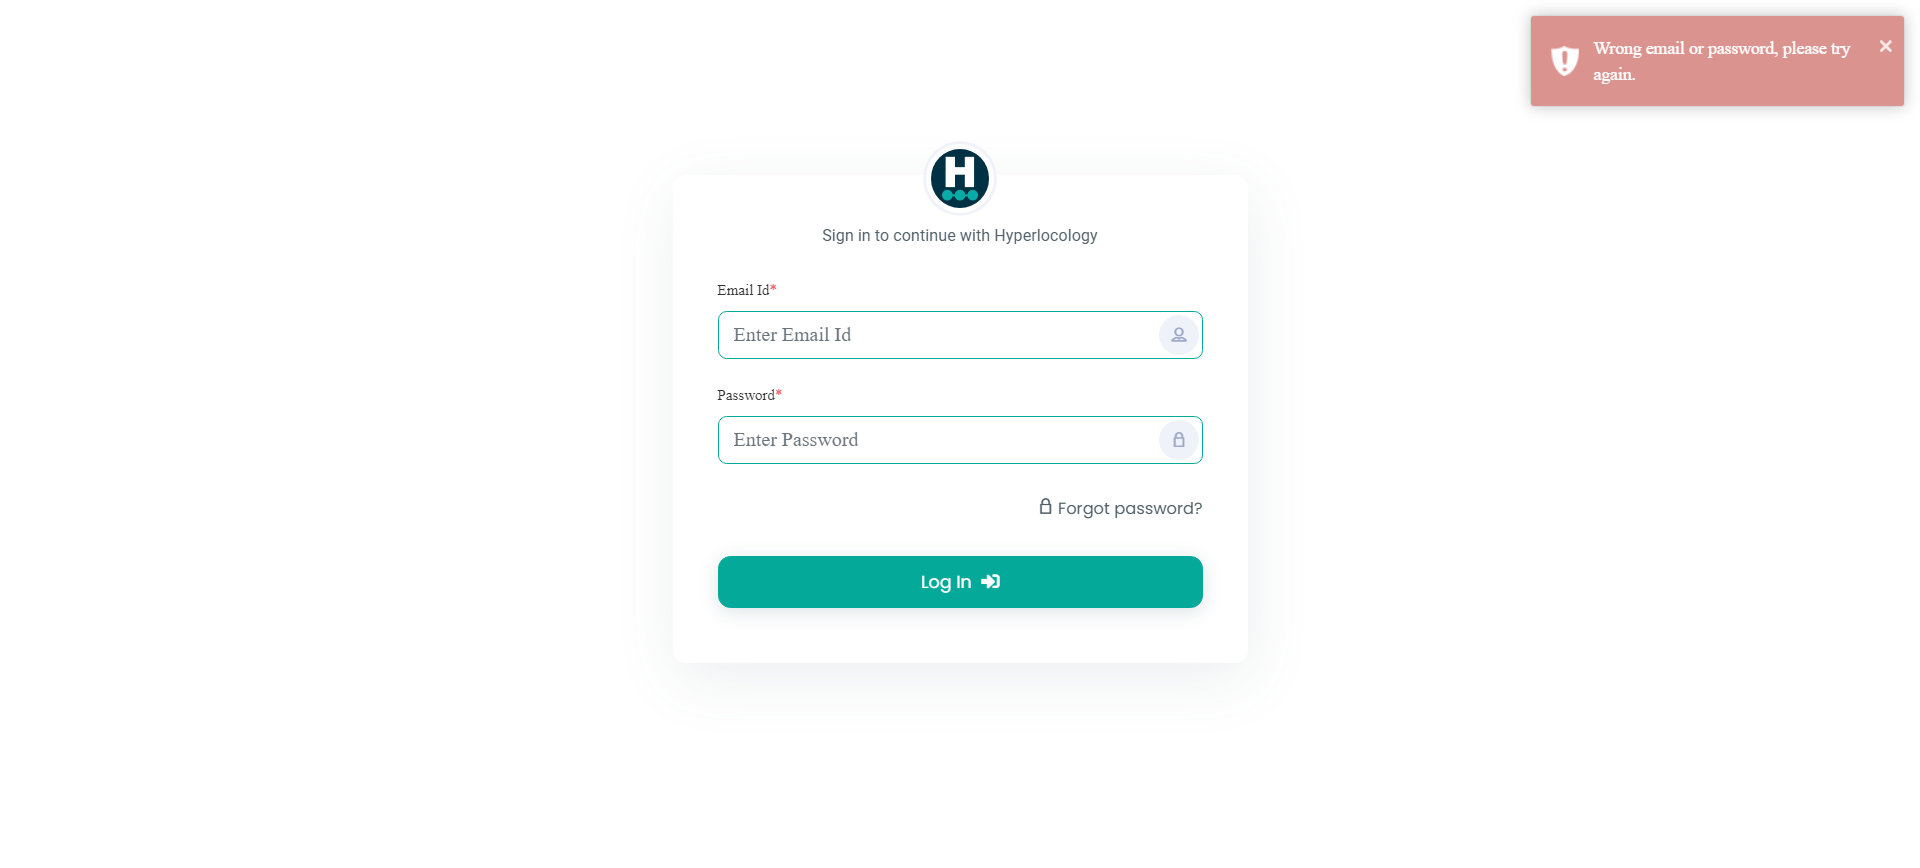 Wrong email or password, please try
again.
×
H
Sign in to continue with Hyperlocology
Email Id*
Enter Email Id
Password*
Enter Password
Forgot password?
Log In